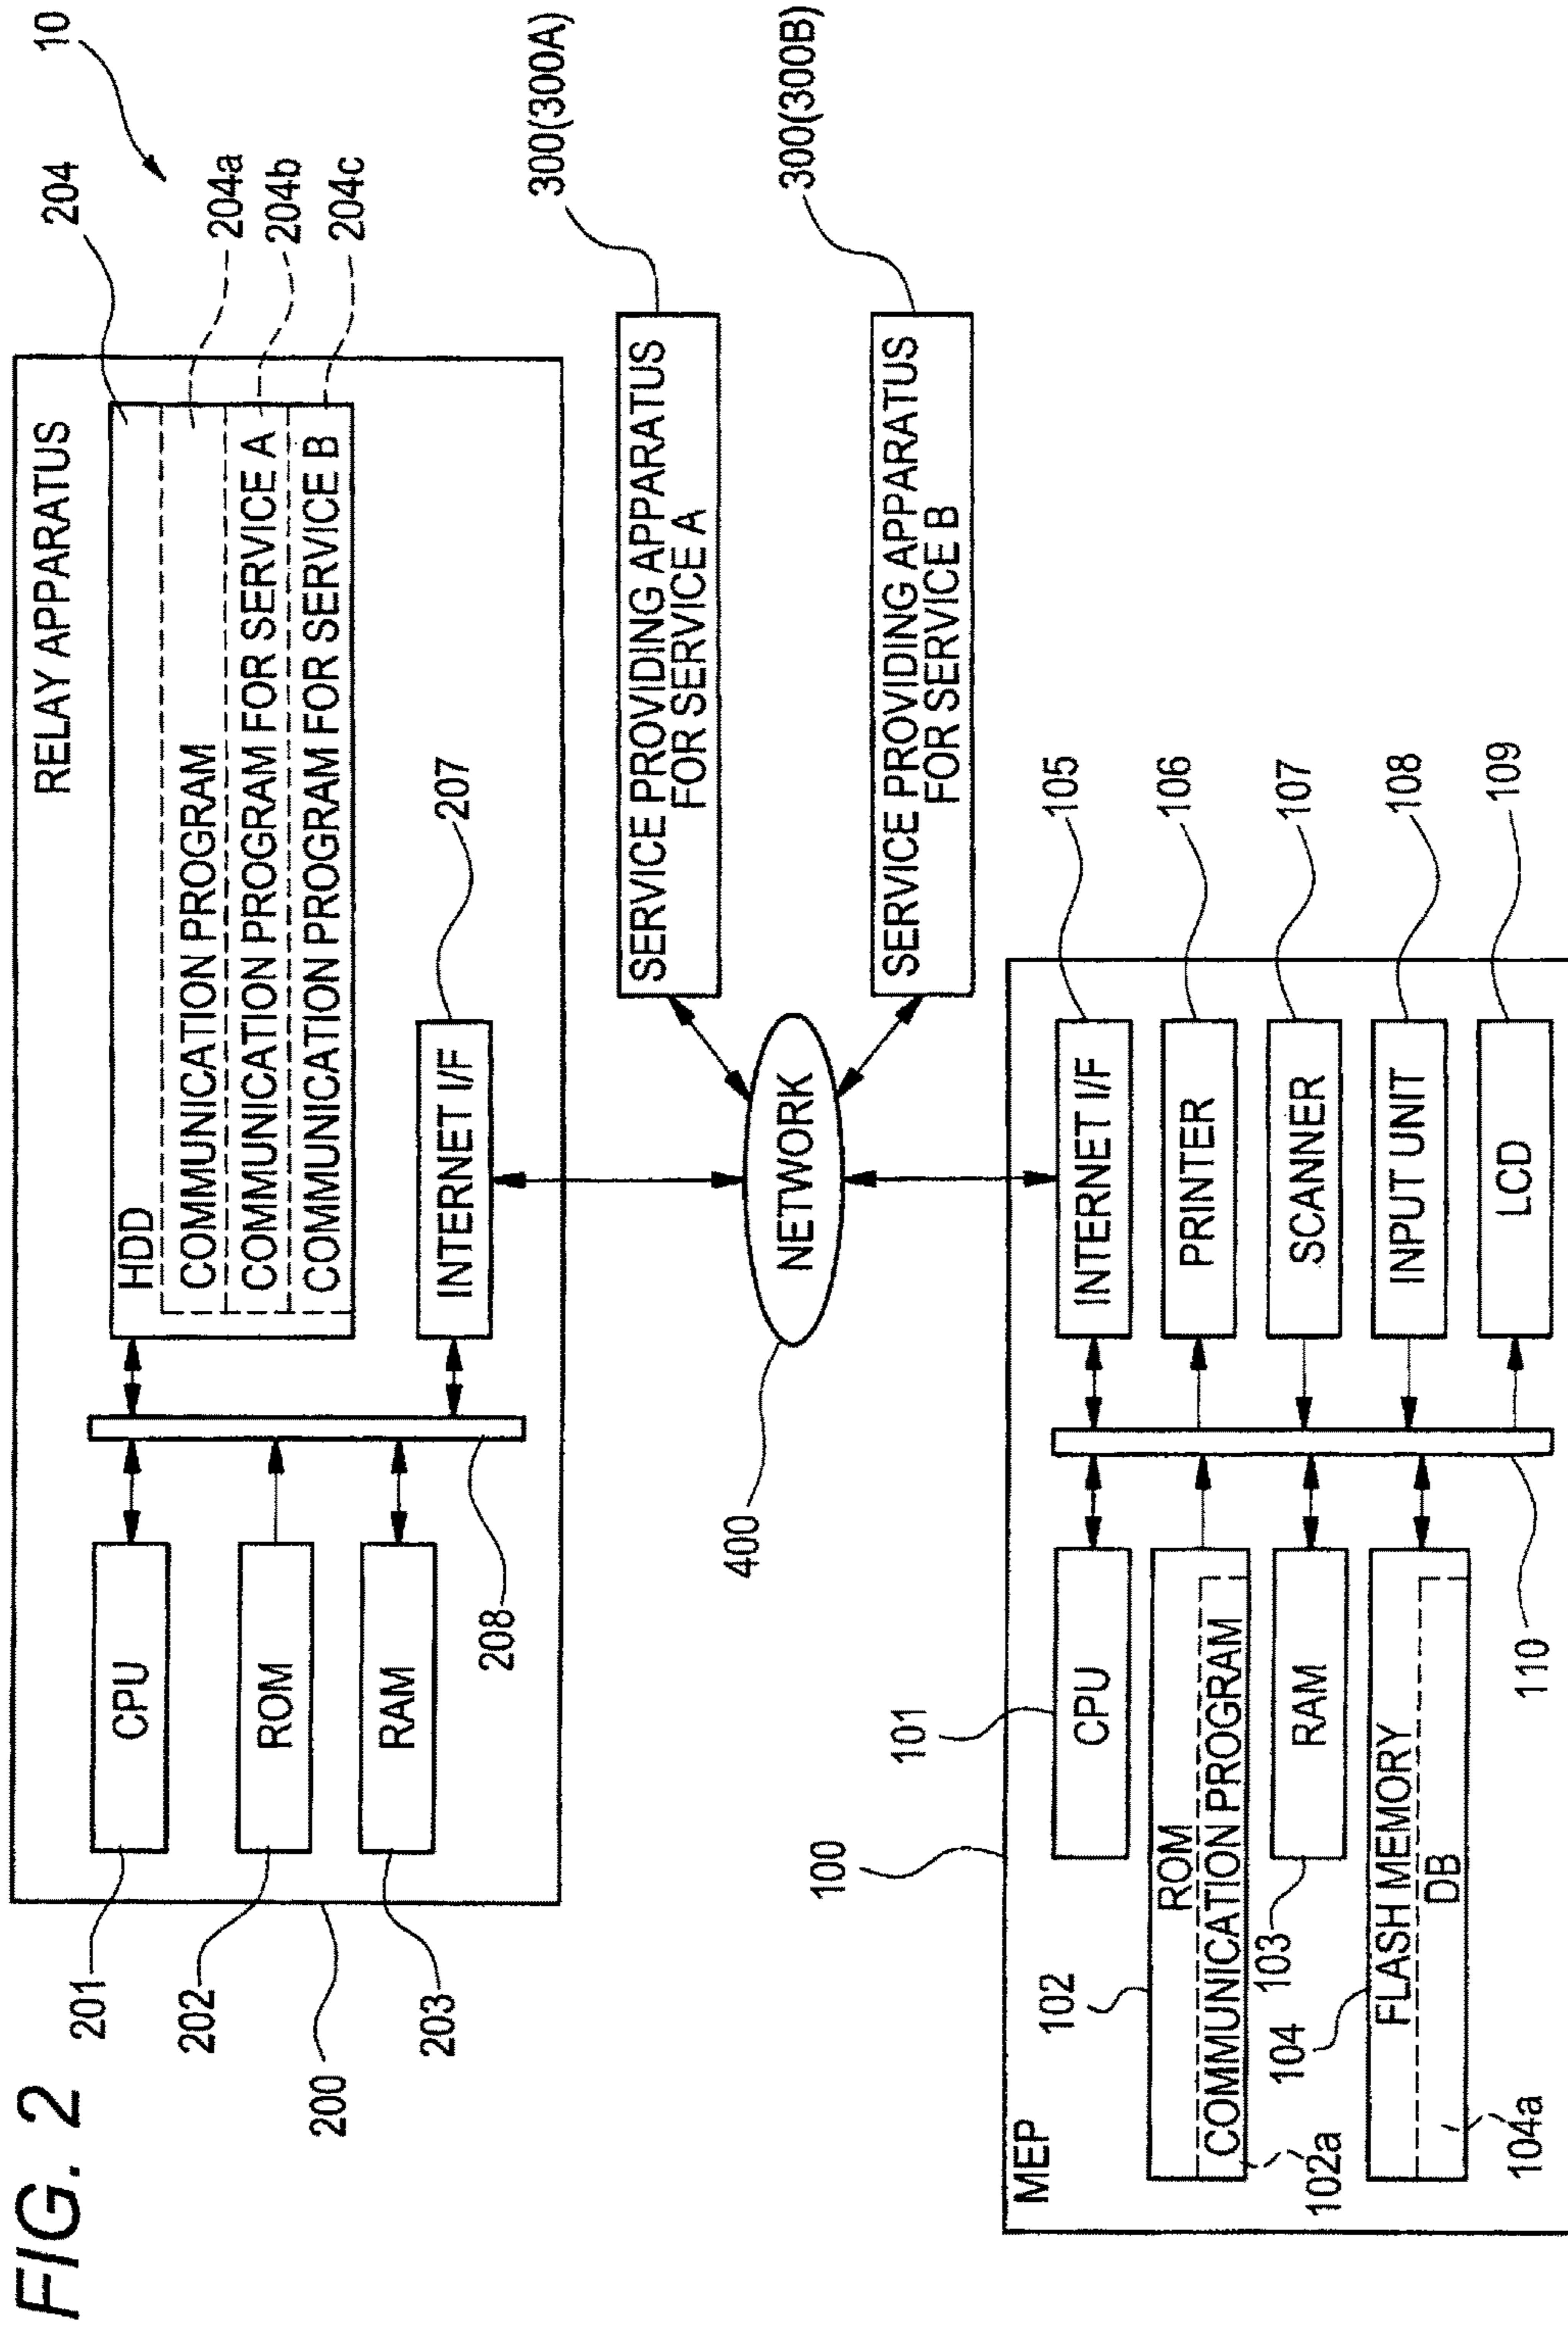 FIG. 2
10
RELAY APPARATUS
200
201
CPU
202
ROM
203
RAM
208
HDD
204
COMMUNICATION PROGRAM
204a
COMMUNICATION PROGRAM FOR SERVICE A
204b
COMMUNICATION PROGRAM FOR SERVICE B
204c
INTERNET I/F
207
SERVICE PROVIDING APPARATUS
FOR SERVICE A
300(300A)
NETWORK
400
SERVICE PROVIDING APPARATUS
FOR SERVICE B
300(300B)
MEP
100
101
CPU
102
ROM
COMMUNICATION PROGRAM
102a
103
RAM
104
FLASH MEMORY
DB
104a
110
INTERNET I/F
105
PRINTER
106
SCANNER
107
INPUT UNIT
108
LCD
109